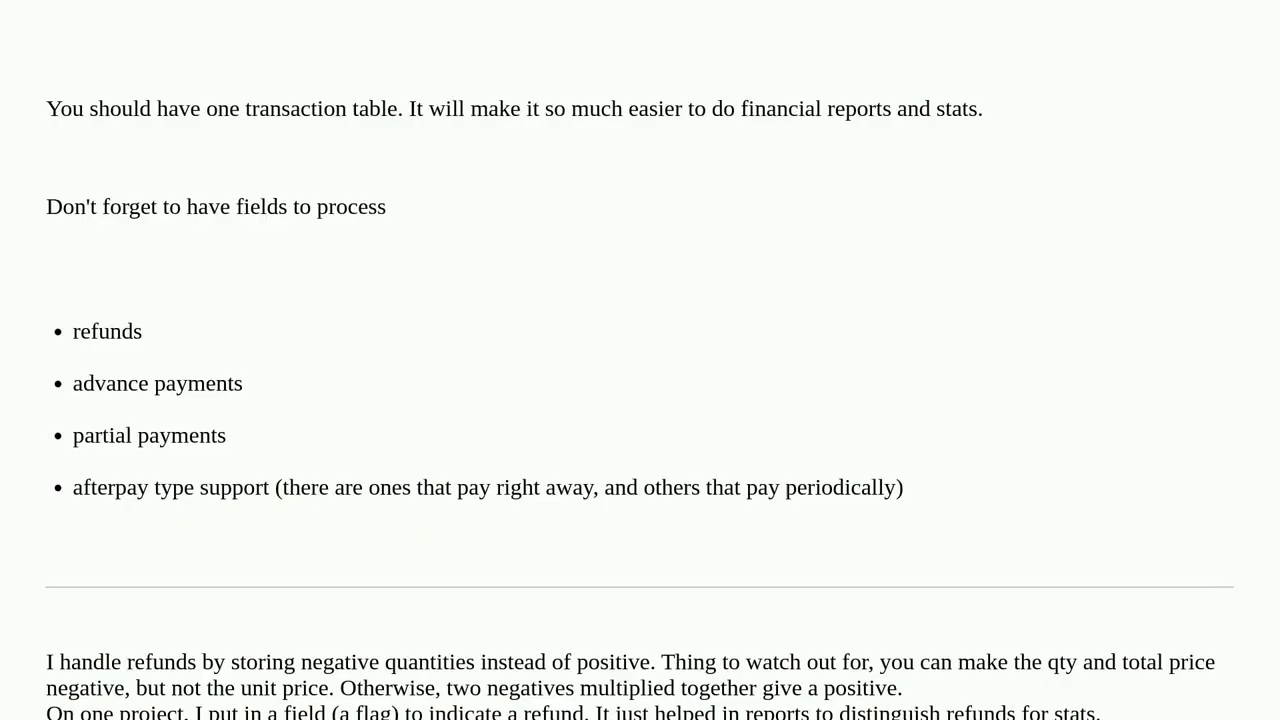 You should have one transaction table. It will make it so much easier to do financial reports and stats.
Don't forget to have fields to process
• refunds
• advance payments
• partial payments
• afterpay type support (there are ones that pay right away, and others that pay periodically)
I handle refunds by storing negative quantities instead of positive. Thing to watch out for, you can make the qty and total price
negative, but not the unit price. Otherwise, two negatives multiplied together give a positive.
On one project, I put in a field (a flag) to indicate a refund. It just helped in reports to distinguish refunds for stats.